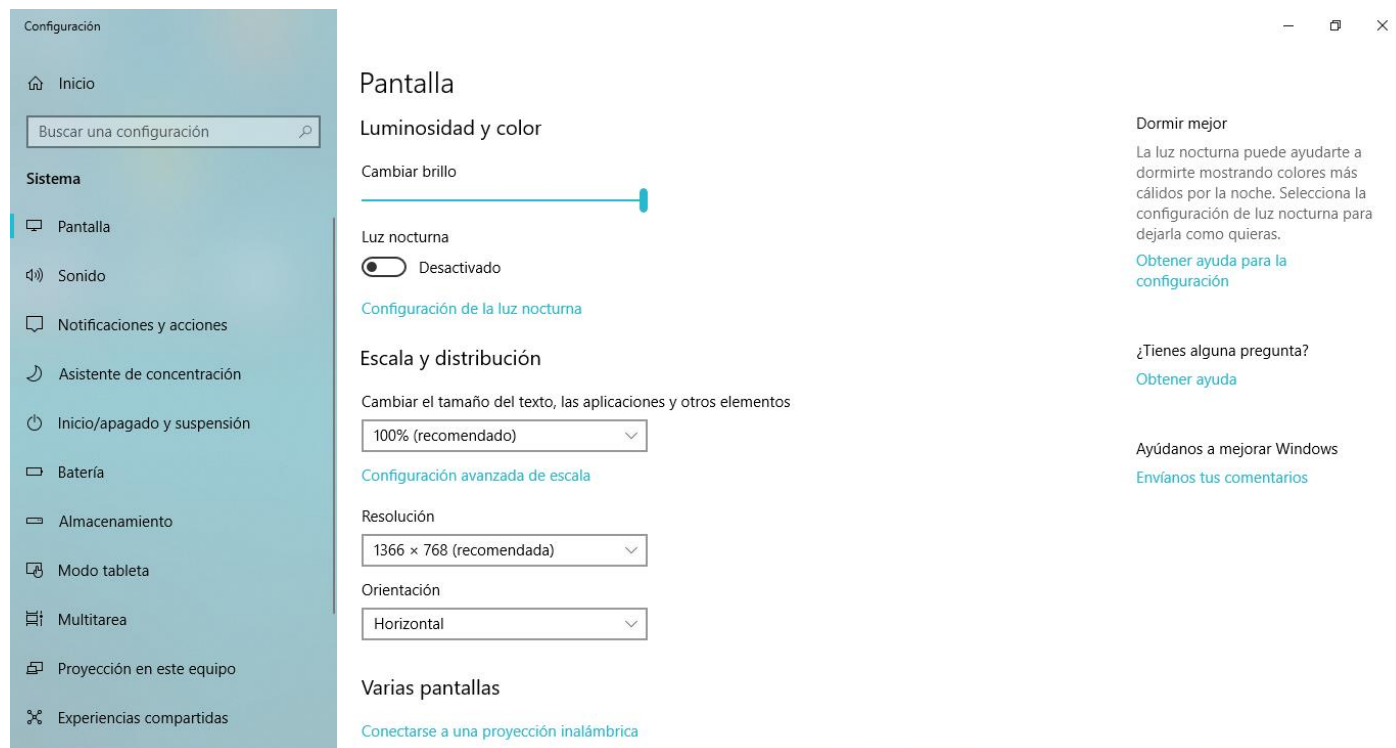 Configuración
Inicio
Buscar una configuración
Sistema
Pantalla
Sonido
Notificaciones y acciones
Asistente de concentración
Inicio/apagado y suspensión
Batería
Almacenamiento
Modo tableta
Multitarea
Proyección en este equipo
Experiencias compartidas
Pantalla
Luminosidad y color
Cambiar brillo
Luz nocturna
Desactivado
Configuración de la luz nocturna
Escala y distribución
Cambiar el tamaño del texto, las aplicaciones y otros elementos
100% (recomendado)
Configuración avanzada de escala
Resolución
1366 × 768 (recomendada)
Orientación
Horizontal
Varias pantallas
Conectarse a una proyección inalámbrica
Dormir mejor
La luz nocturna puede ayudarte a
dormirte mostrando colores más
cálidos por la noche. Selecciona la
configuración de luz nocturna para
dejarla como quieras.
Obtener ayuda para la
configuración
¿Tienes alguna pregunta?
Obtener ayuda
Ayúdanos a mejorar Windows
Envíanos tus comentarios